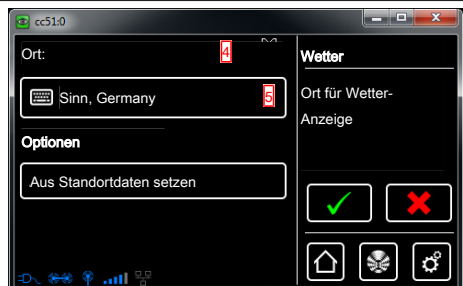 cc51:0
Ort:
4
Wetter
Sinn, Germany
5
Ort für Wetter-
Anzeige
Optionen
Aus Standortdaten setzen